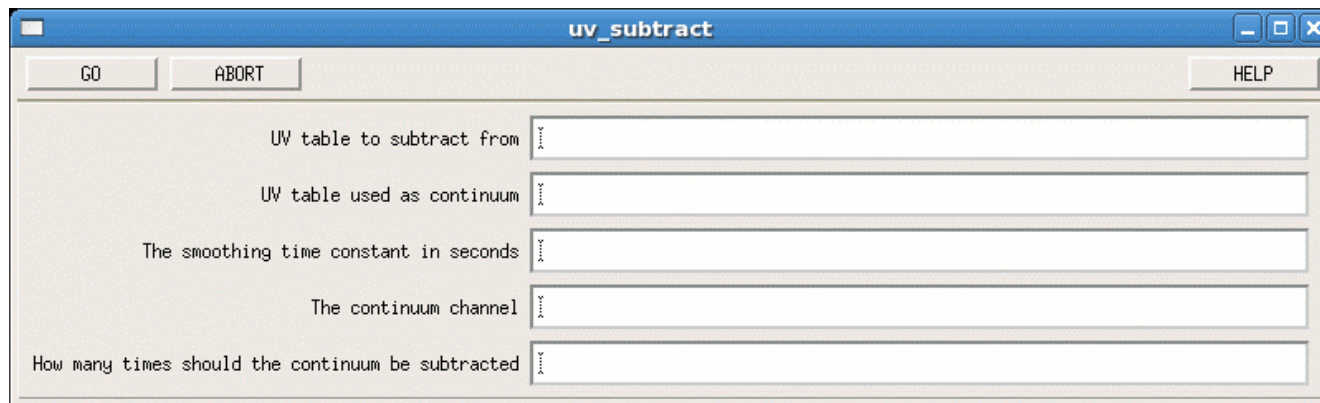 uv_subtract
GO ABORT HELP
UV table to subtract from
UV table used as continuum
The smoothing time constant in seconds
The continuum channel
How many times should the continuum be subtracted